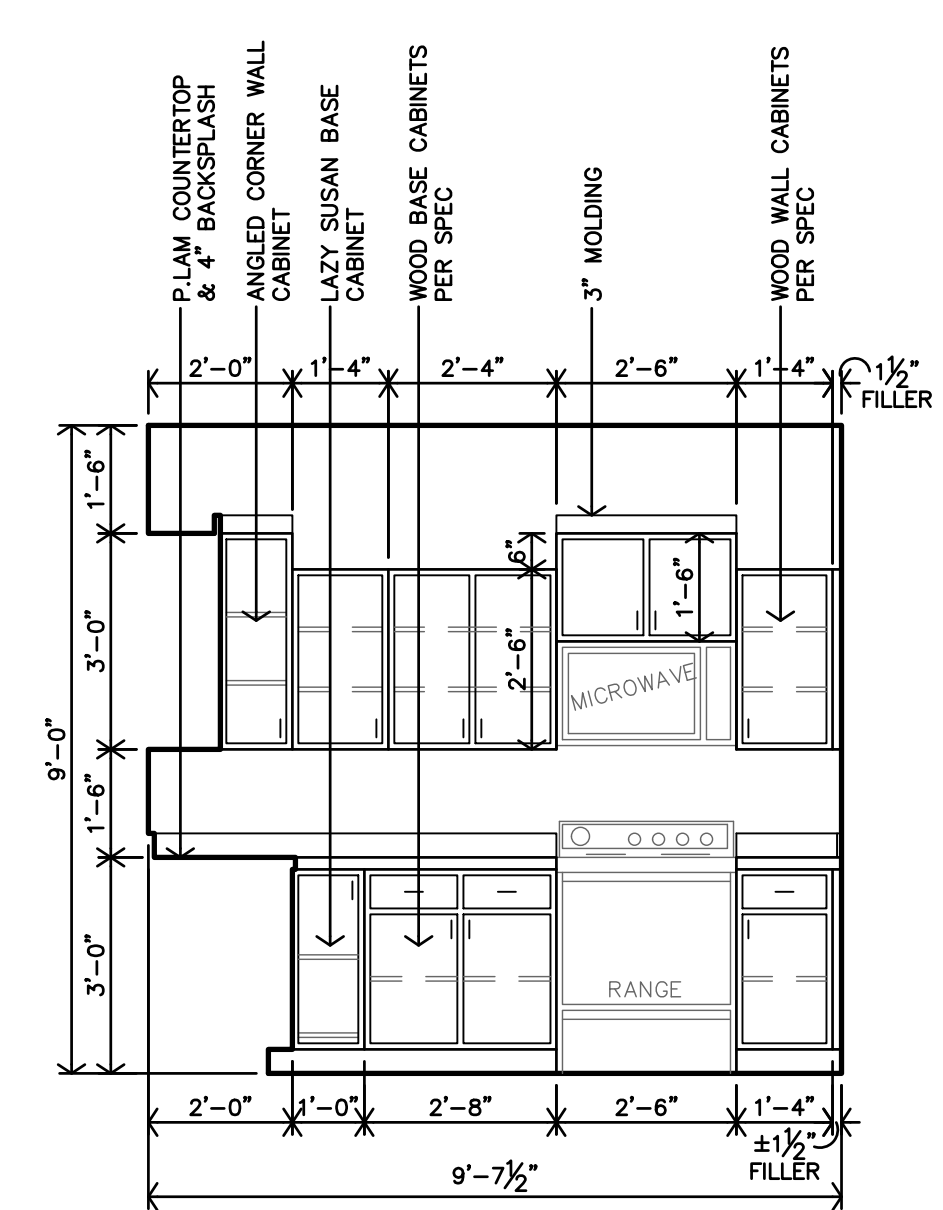 P.LAM COUNTERTOP
& 4" BACKSPLASH
ANGLED CORNER WALL
CABINET
LAZY SUSAN BASE
CABINET
WOOD BASE CABINETS
PER SPEC
3" MOLDING
WOOD WALL CABINETS
PER SPEC
2'-0" 1'-4" 2'-4" 2'-6" 1'-4" 1½"
FILLER
1'-6"
6"
1'-6"
3'-0"
2'-6"
MICROWAVE
9'-0"
1'-6"
3'-0"
RANGE
2'-0" 1'-0" 2'-8" 2'-6" 1'-4"
±1½"
FILLER
9'-7½"